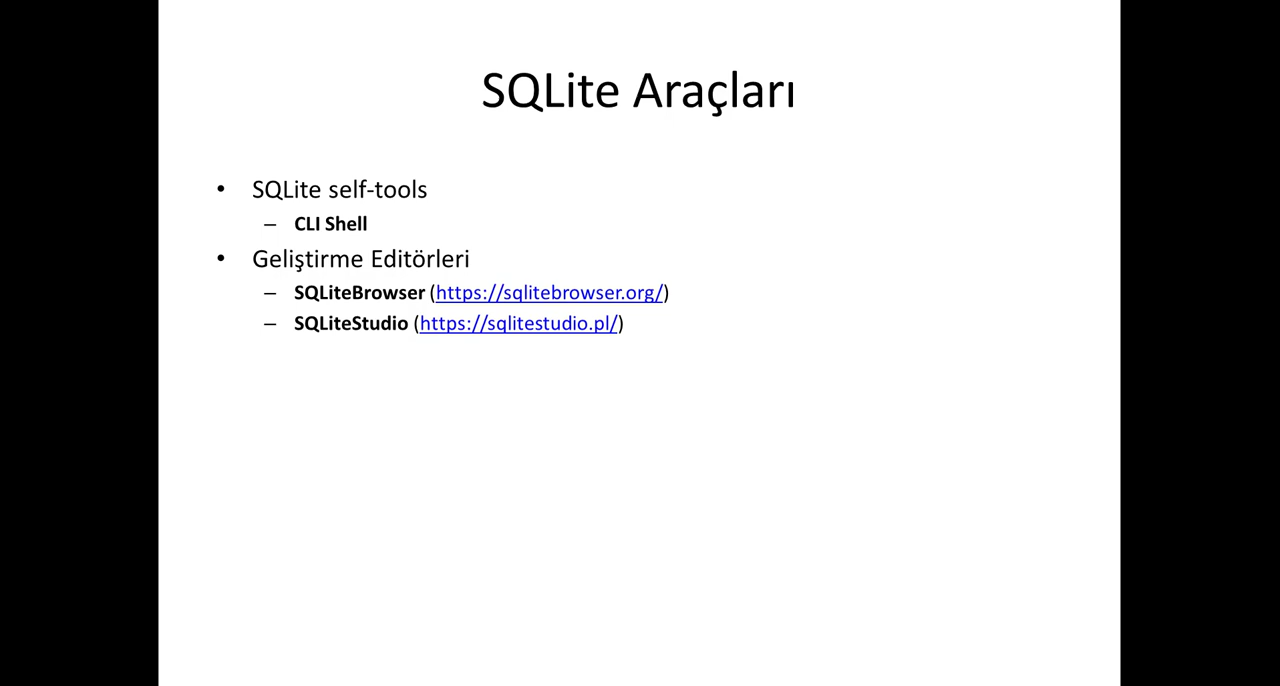 SQLite Araçları
• SQLite self-tools
– CLI Shell
• Geliştirme Editörleri
– SQLiteBrowser (https://sqlitebrowser.org/)
– SQLiteStudio (https://sqlitestudio.pl/)